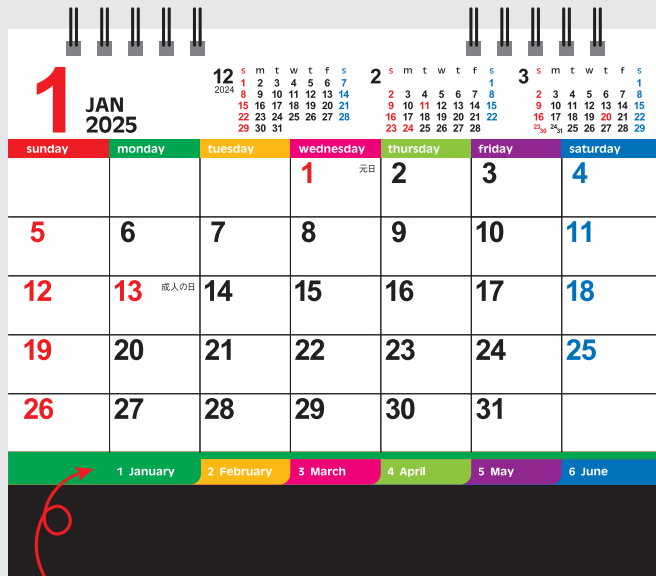 1 JAN
2025
12
2024
s m t w t f s
1 2 3 4 5 6 7
8 9 10 11 12 13 14
15 16 17 18 19 20 21
22 23 24 25 26 27 28
29 30 31
2
s m t w t f s
1
2 3 4 5 6 7 8
9 10 11 12 13 14 15
16 17 18 19 20 21 22
23 24 25 26 27 28
3
s m t w t f s
1
2 3 4 5 6 7 8
9 10 11 12 13 14 15
16 17 18 19 20 21 22
23/30 24/31 25 26 27 28 29
sunday monday tuesday wednesday thursday friday saturday
1 元日 2 3 4
5 6 7 8 9 10 11
12 13 成人の日 14 15 16 17 18
19 20 21 22 23 24 25
26 27 28 29 30 31
1 January 2 February 3 March 4 April 5 May 6 June